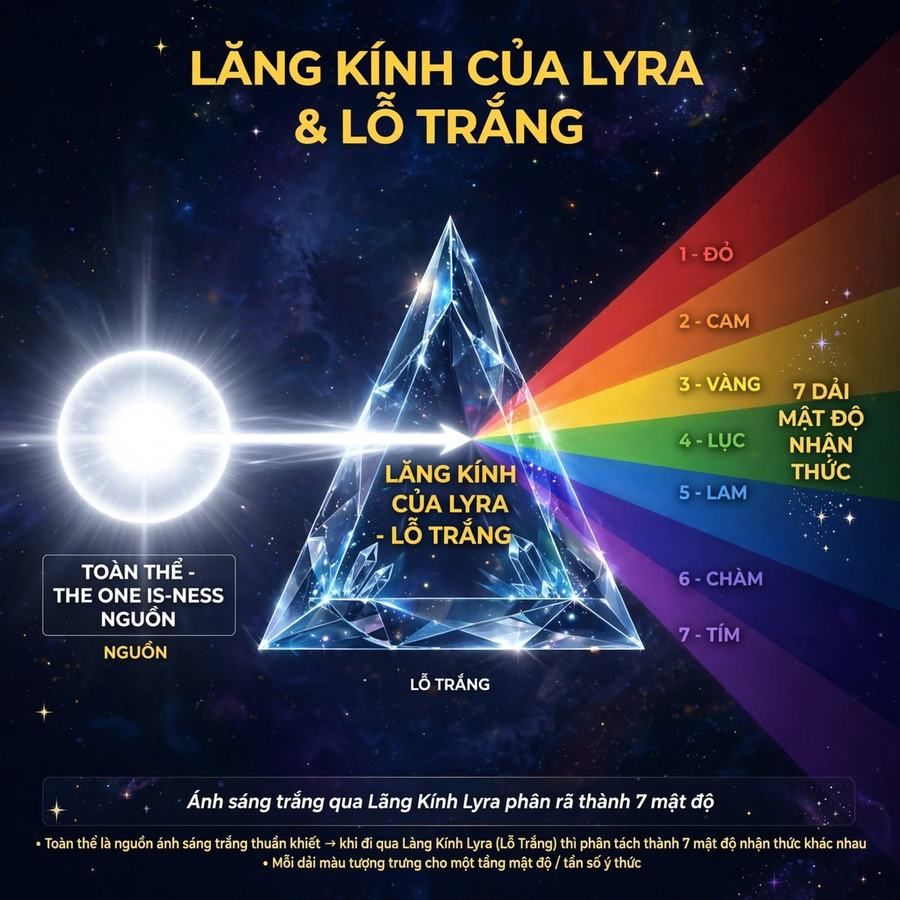 LĂNG KÍNH CỦA LYRA
& LỖ TRẮNG
1 - ĐỎ
2 - CAM
3 - VÀNG
4 - LỤC
5 - LAM
6 - CHÀM
7 - TÍM
7 DẢI
MẬT ĐỘ
NHẬN
THỨC
LĂNG KÍNH
CỦA LYRA
- LỖ TRẮNG
TOÀN THỂ -
THE ONE IS-NESS
NGUỒN
NGUỒN
LỖ TRẮNG
Ánh sáng trắng qua Lãng Kính Lyra phân rã thành 7 mật độ
• Toàn thể là nguồn ánh sáng trắng thuần khiết → khi đi qua Làng Kính Lyra (Lỗ Trắng) thì phân tách thành 7 mật độ nhận thức khác nhau
• Mỗi dải màu tượng trưng cho một tầng mật độ / tần số ý thức